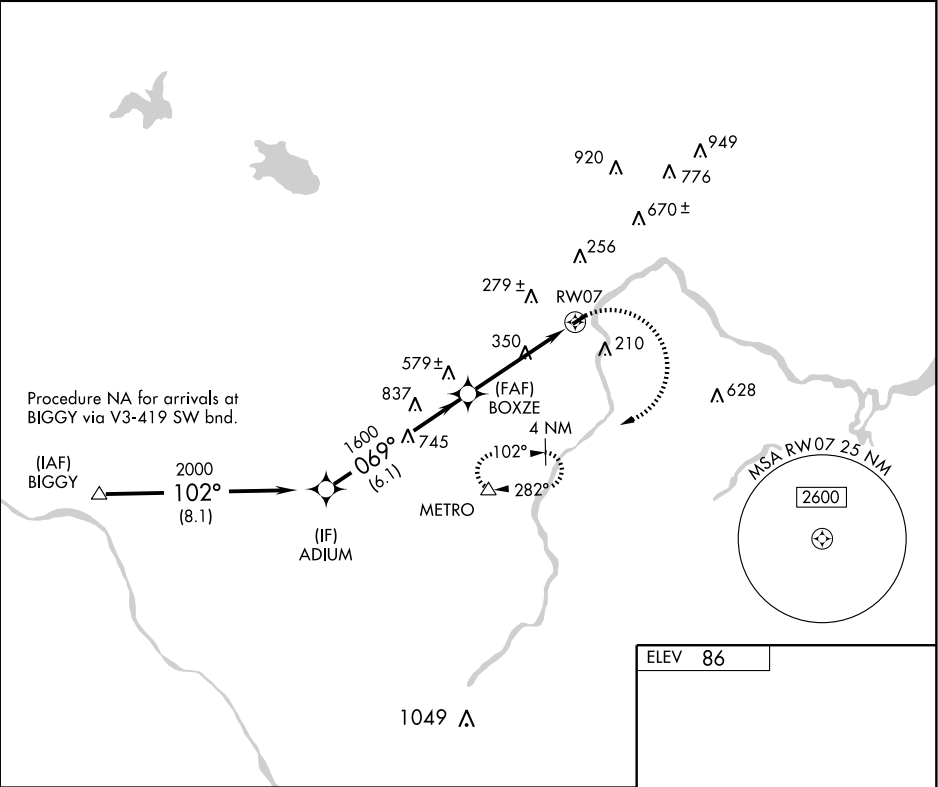 949
920
776
670 ±
256
279 ±
RW07
350
210
579 ±
(FAF)
BOXZE
837
628
Procedure NA for arrivals at
BIGGY via V3-419 SW bnd.
745
4 NM
1600
069°
(6.1)
102°
MSA RW07 25 NM
(IAF)
BIGGY
2000
102°
(8.1)
282°
METRO
2600
(IF)
ADIUM
ELEV 86
1049